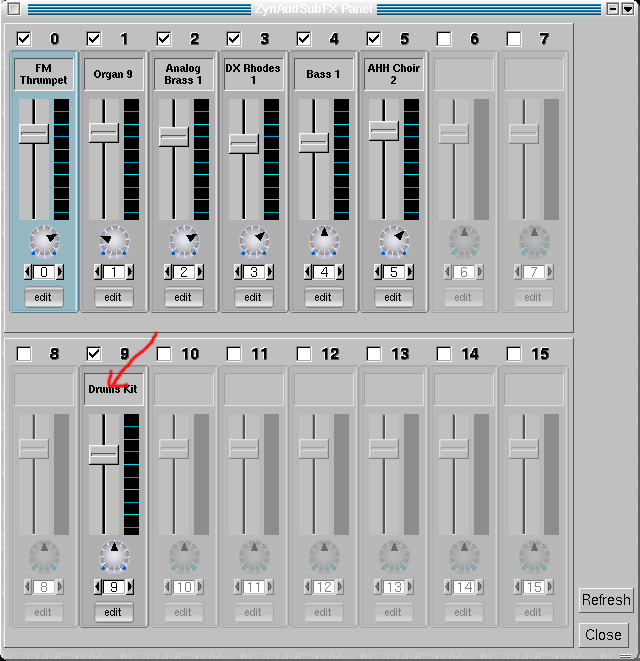 ZynAddSubFX Panel
0 1 2 3 4 5 6 7
FM
Thrumpet
Organ 9
Analog
Brass 1
DX Rhodes
1
Bass 1
AHH Choir
2
0 1 2 3 4 5 6 7
edit edit edit edit edit edit edit edit
8 9 10 11 12 13 14 15
Drums Kit
8 9 10 11 12 13 14 15
edit edit edit edit edit edit edit edit
Refresh
Close